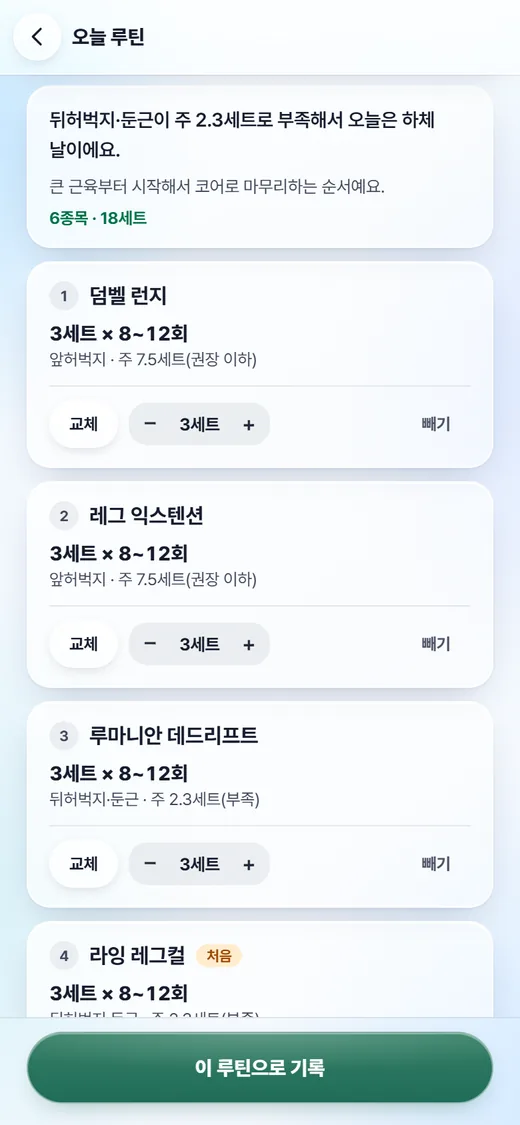 오늘 루틴
뒤허벅지·둔근이 주 2.3세트로 부족해서 오늘은 하체
날이에요.
큰 근육부터 시작해서 코어로 마무리하는 순서예요.
6종목 · 18세트
1 덤벨 런지
3세트 × 8~12회
앞허벅지 · 주 7.5세트(권장 이하)
교체 − 3세트 + 빼기
2 레그 익스텐션
3세트 × 8~12회
앞허벅지 · 주 7.5세트(권장 이하)
교체 − 3세트 + 빼기
3 루마니안 데드리프트
3세트 × 8~12회
뒤허벅지·둔근 · 주 2.3세트(부족)
교체 − 3세트 + 빼기
4 라잉 레그컬 처음
3세트 × 8~12회
이 루틴으로 기록